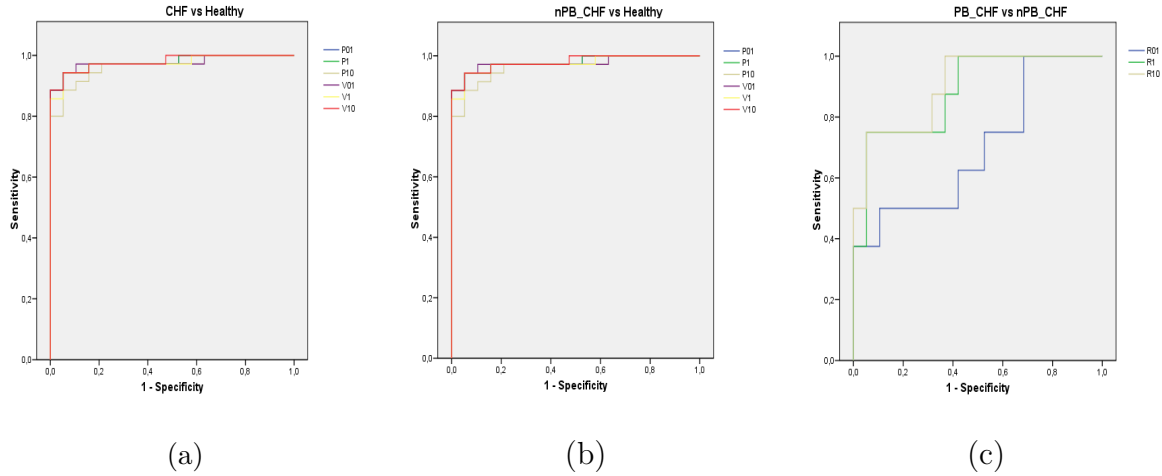 CHF vs Healthy
1,0
0,8
0,6
0,4
0,2
0,0
Sensitivity
0,0 0,2 0,4 0,6 0,8 1,0
1 - Specificity
P01
P1
P10
V01
V1
V10
(a)
nPB_CHF vs Healthy
1,0
0,8
0,6
0,4
0,2
0,0
Sensitivity
0,0 0,2 0,4 0,6 0,8 1,0
1 - Specificity
P01
P1
P10
V01
V1
V10
(b)
PB_CHF vs nPB_CHF
1,0
0,8
0,6
0,4
0,2
0,0
Sensitivity
0,0 0,2 0,4 0,6 0,8 1,0
1 - Specificity
R01
R1
R10
(c)